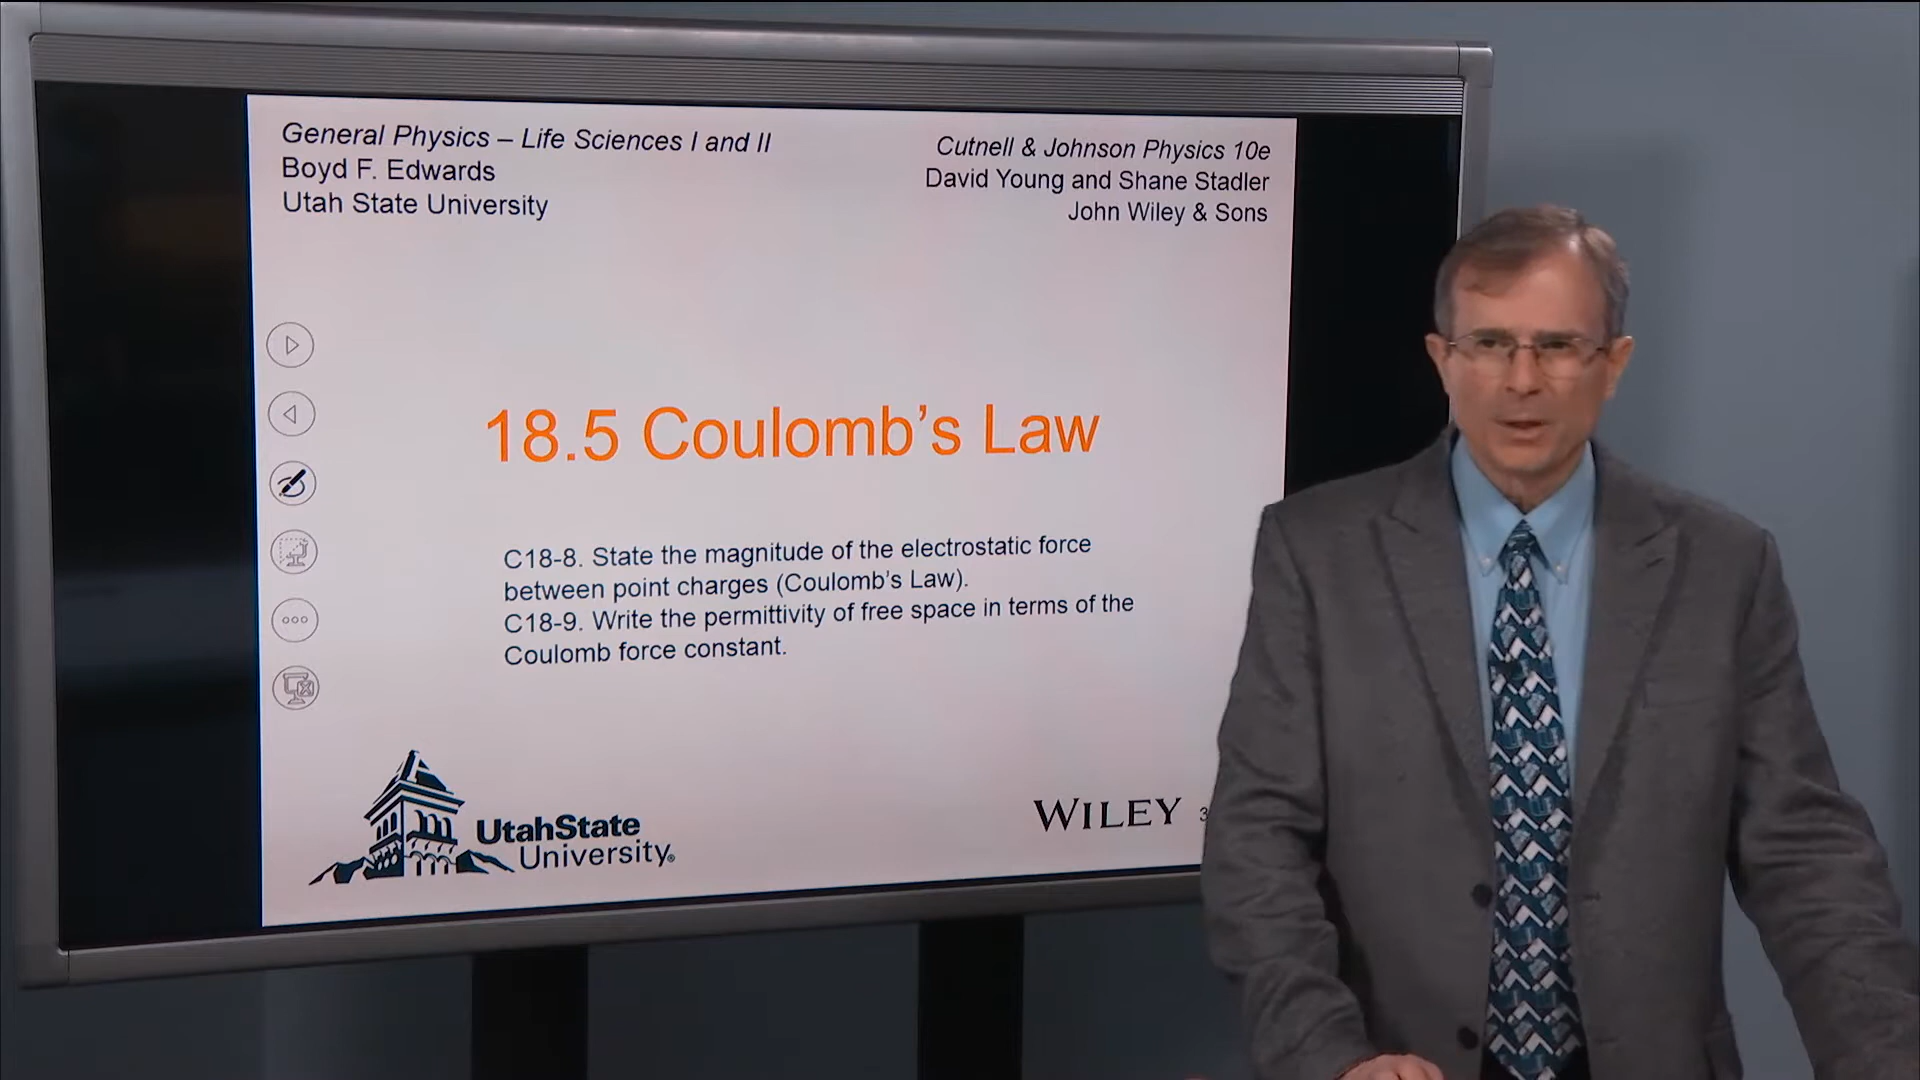 General Physics – Life Sciences I and II
Boyd F. Edwards
Utah State University
Cutnell & Johnson Physics 10e
David Young and Shane Stadler
John Wiley & Sons
18.5 Coulomb's Law
C18-8. State the magnitude of the electrostatic force
between point charges (Coulomb's Law).
C18-9. Write the permittivity of free space in terms of the
Coulomb force constant.
UtahState
University®
WILEY
3